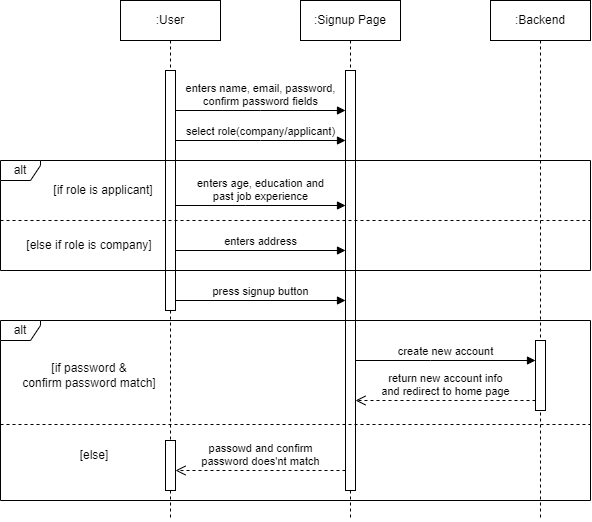 :User
:Signup Page
:Backend
enters name, email, password,
confirm password fields
select role(company/applicant)
alt
[if role is applicant]
enters age, education and
past job experience
[else if role is company]
enters address
press signup button
alt
[if password &
confirm password match]
create new account
return new account info
and redirect to home page
[else]
passowd and confirm
password does'nt match